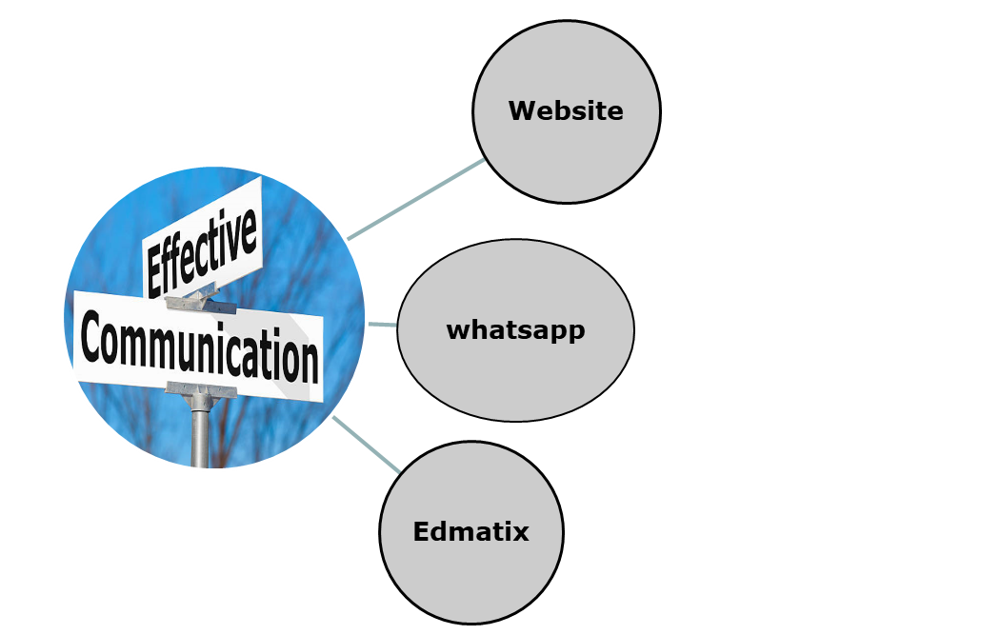 Effective
Communication
Website
whatsapp
Edmatix